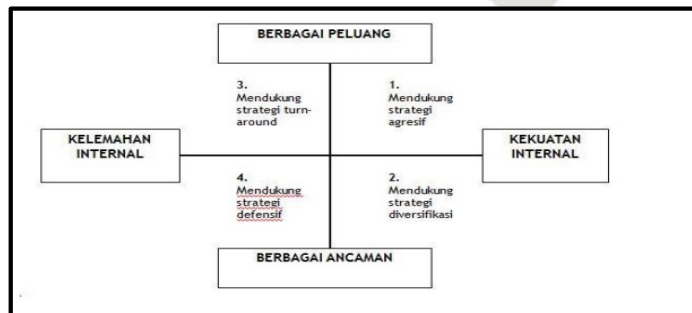 BERBAGAI PELUANG
3.
Mendukung
strategi turn-
around
1.
Mendukung
strategi
agresif
KELEMAHAN
INTERNAL
KEKUATAN
INTERNAL
4.
Mendukung
strategi
defensif
2.
Mendukung
strategi
diversifikasi
BERBAGAI ANCAMAN